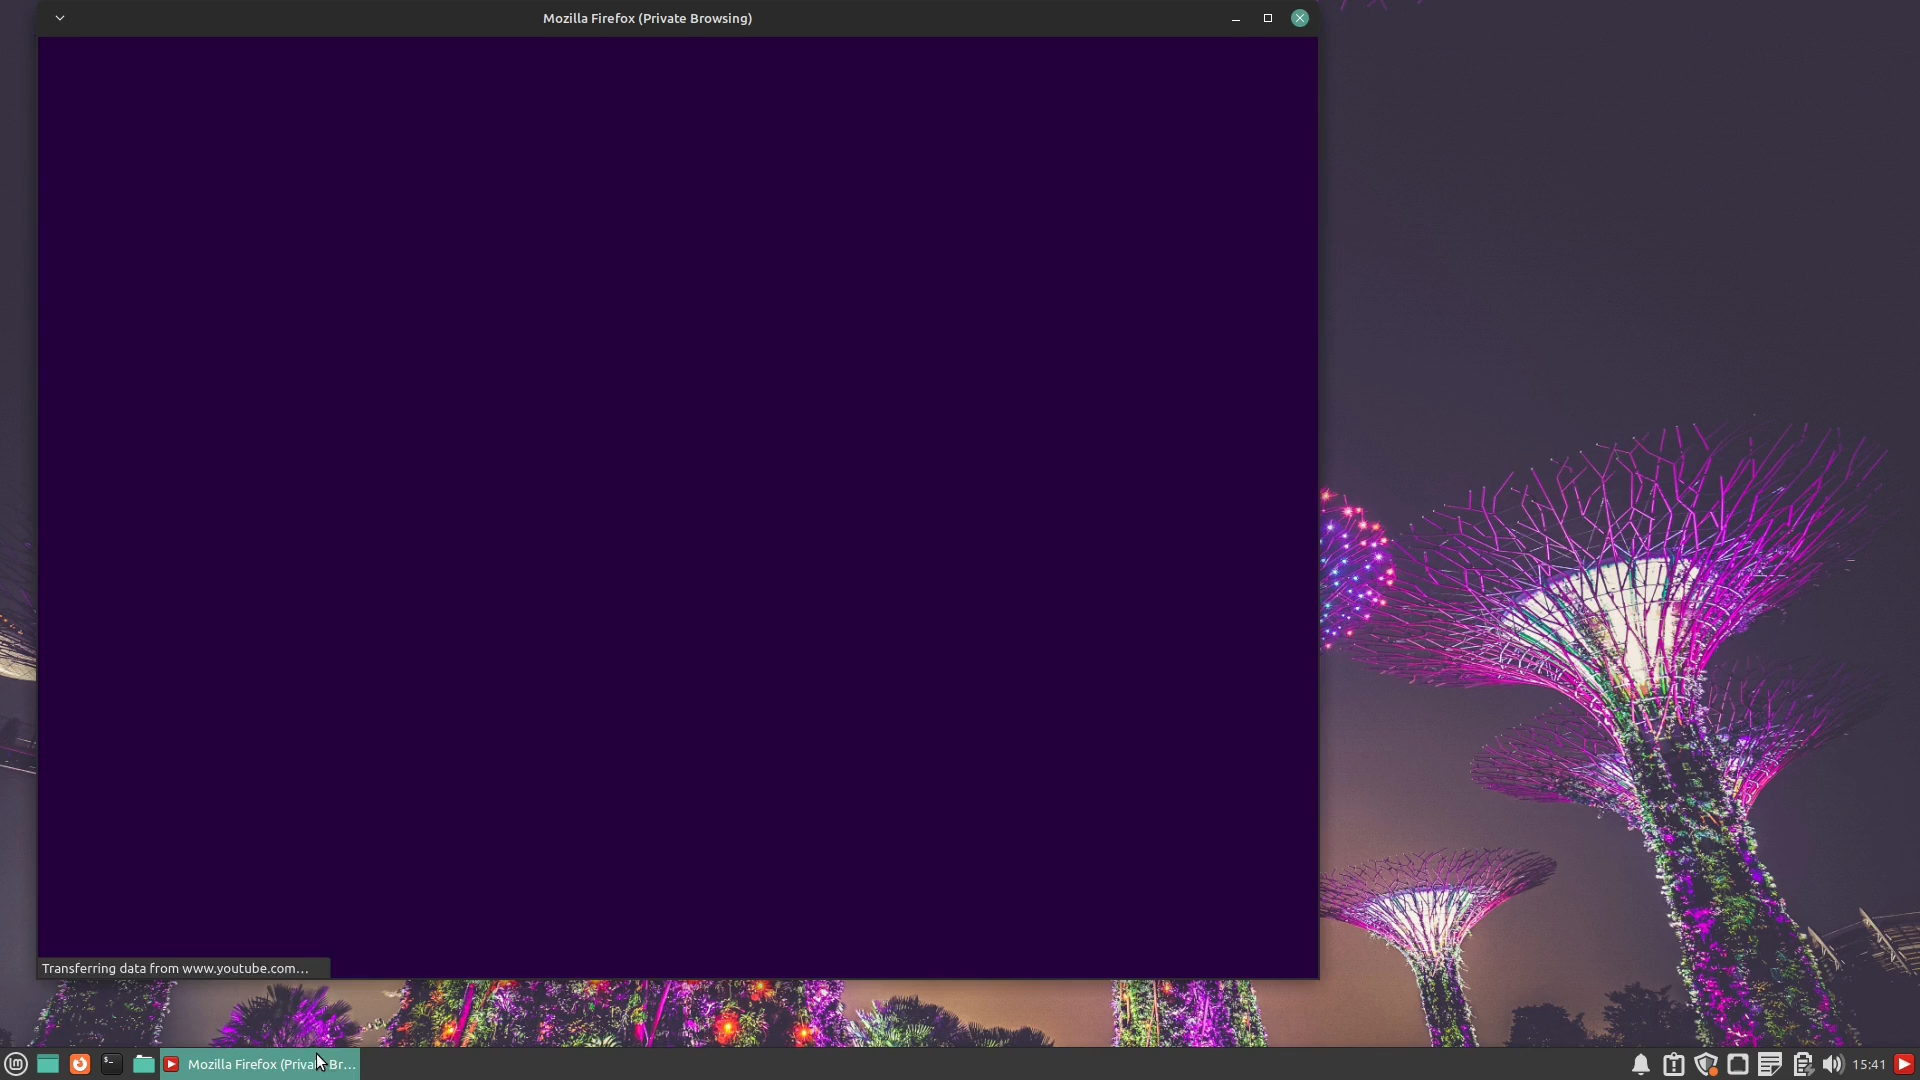 Mozilla Firefox (Private Browsing)
Transferring data from www.youtube.com…
Mozilla Firefox (Priva Br…
15:41